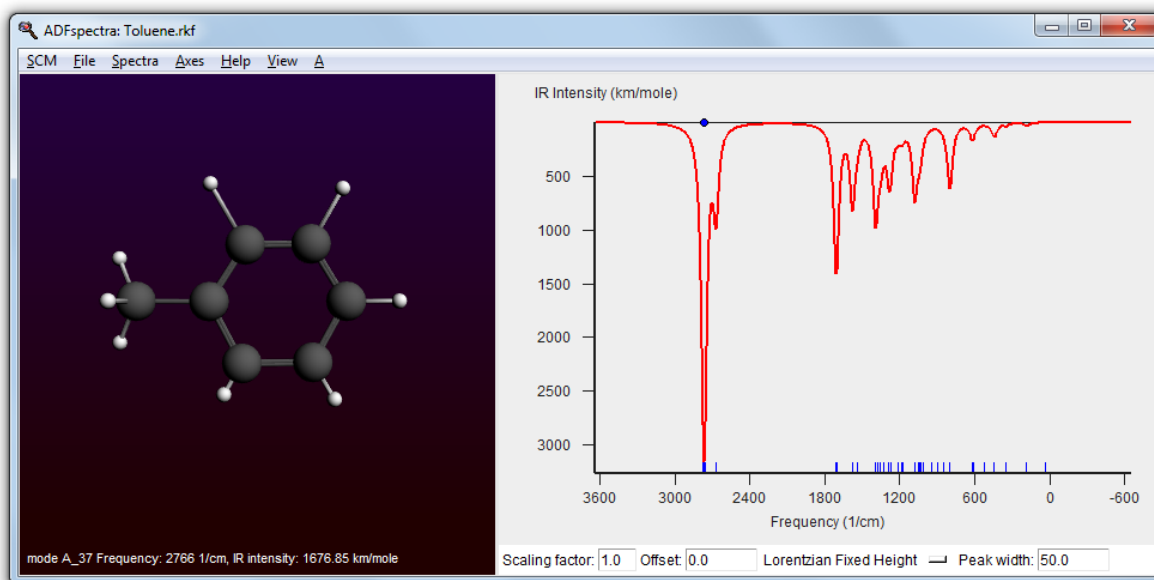 ADFspectra: Toluene.rkf
SCM File Spectra Axes Help View A
IR Intensity (km/mole)
500
1000
1500
2000
2500
3000
3600 3000 2400 1800 1200 600 0 -600
Frequency (1/cm)
mode A_37 Frequency: 2766 1/cm, IR intensity: 1676.85 km/mole
Scaling factor: 1.0 Offset: 0.0 Lorentzian Fixed Height Peak width: 50.0